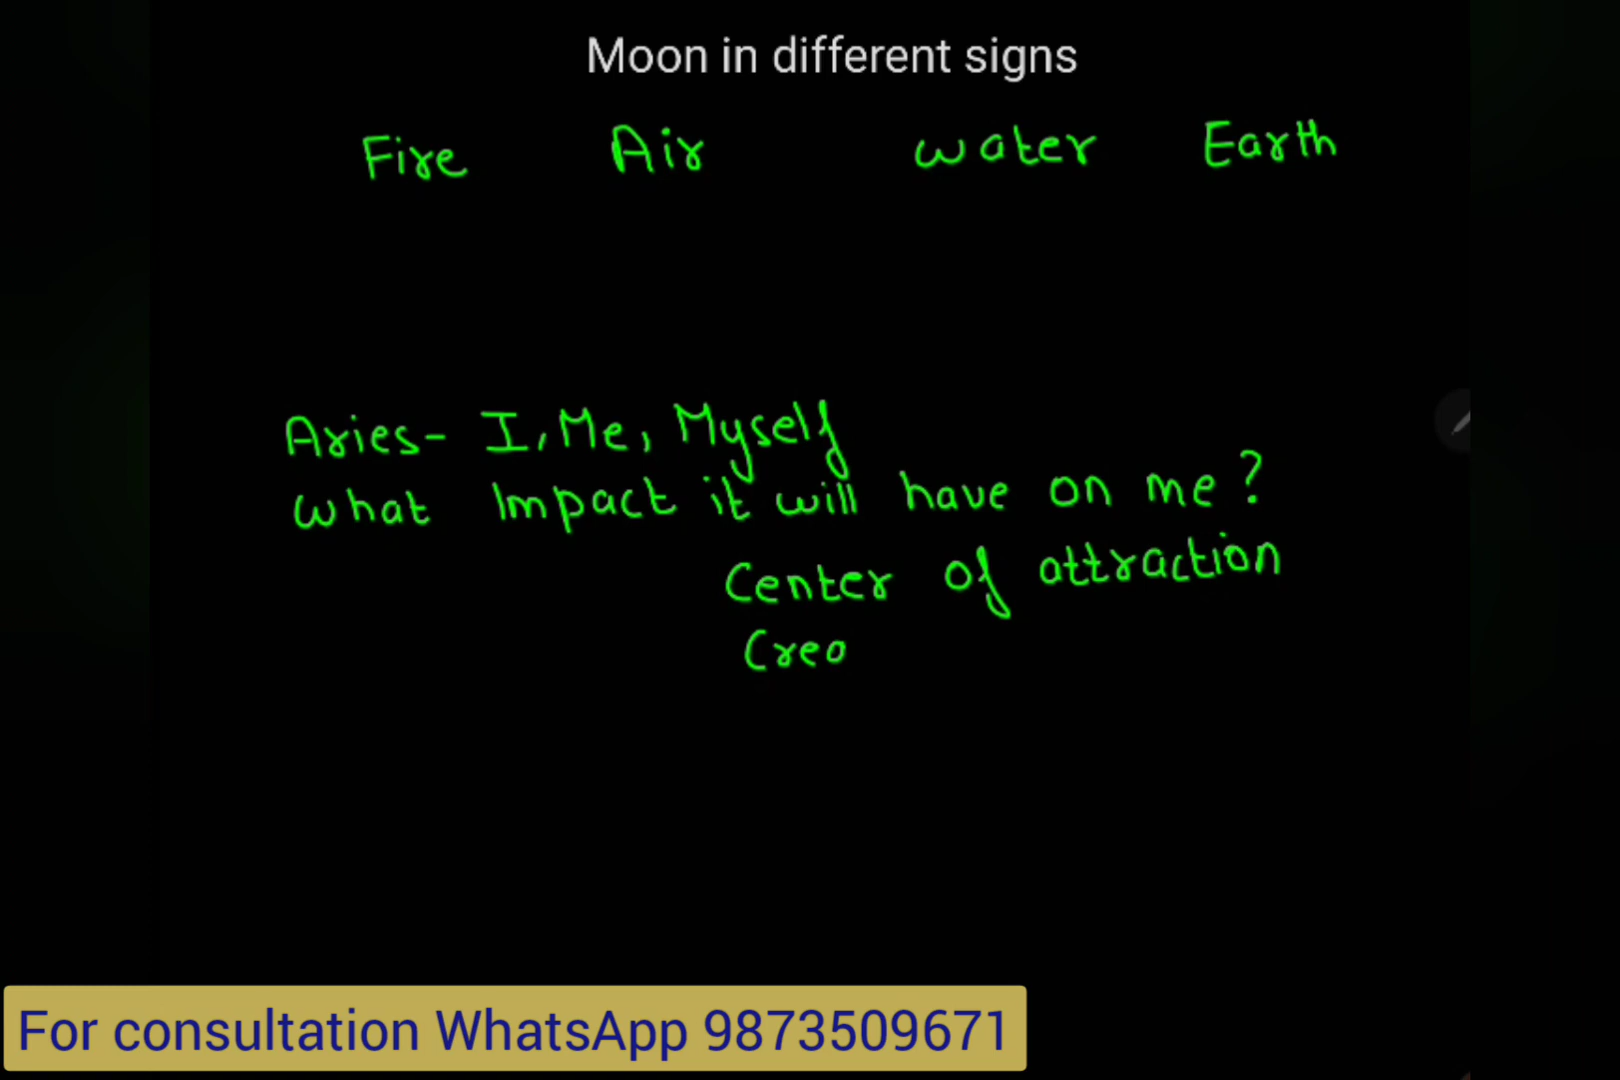 Moon in different signs
Fire Air water Earth
Aries- I, Me, Myself
what Impact it will have on me?
Center of attraction
Crea
For consultation WhatsApp 9873509671